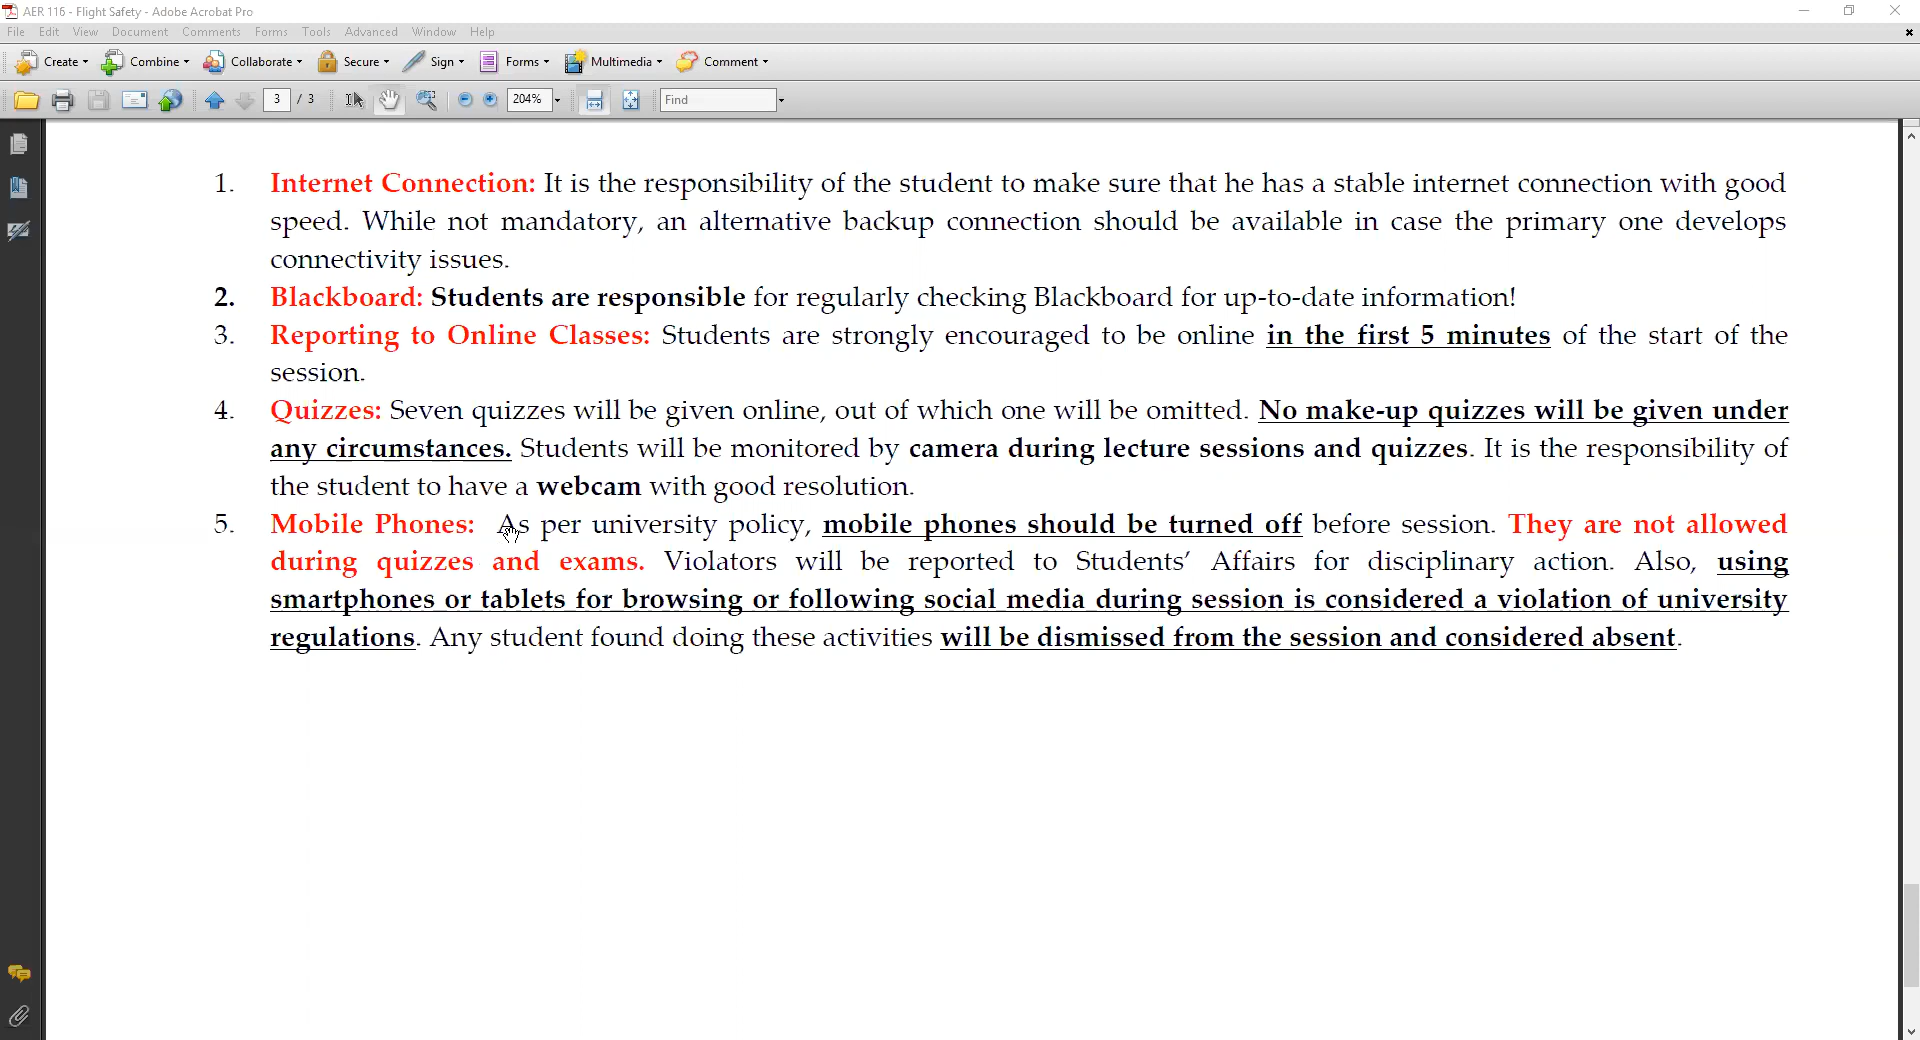 AER 116 - Flight Safety - Adobe Acrobat Pro
File Edit View Document Comments Forms Tools Advanced Window Help
Create Combine Collaborate Secure Sign Forms Multimedia Comment
3 / 3 204% Find
1. Internet Connection: It is the responsibility of the student to make sure that he has a stable internet connection with good
speed. While not mandatory, an alternative backup connection should be available in case the primary one develops
connectivity issues.
2. Blackboard: Students are responsible for regularly checking Blackboard for up-to-date information!
3. Reporting to Online Classes: Students are strongly encouraged to be online in the first 5 minutes of the start of the
session.
4. Quizzes: Seven quizzes will be given online, out of which one will be omitted. No make-up quizzes will be given under
any circumstances. Students will be monitored by camera during lecture sessions and quizzes. It is the responsibility of
the student to have a webcam with good resolution.
5. Mobile Phones: As per university policy, mobile phones should be turned off before session. They are not allowed
during quizzes and exams. Violators will be reported to Students’ Affairs for disciplinary action. Also, using
smartphones or tablets for browsing or following social media during session is considered a violation of university
regulations. Any student found doing these activities will be dismissed from the session and considered absent.